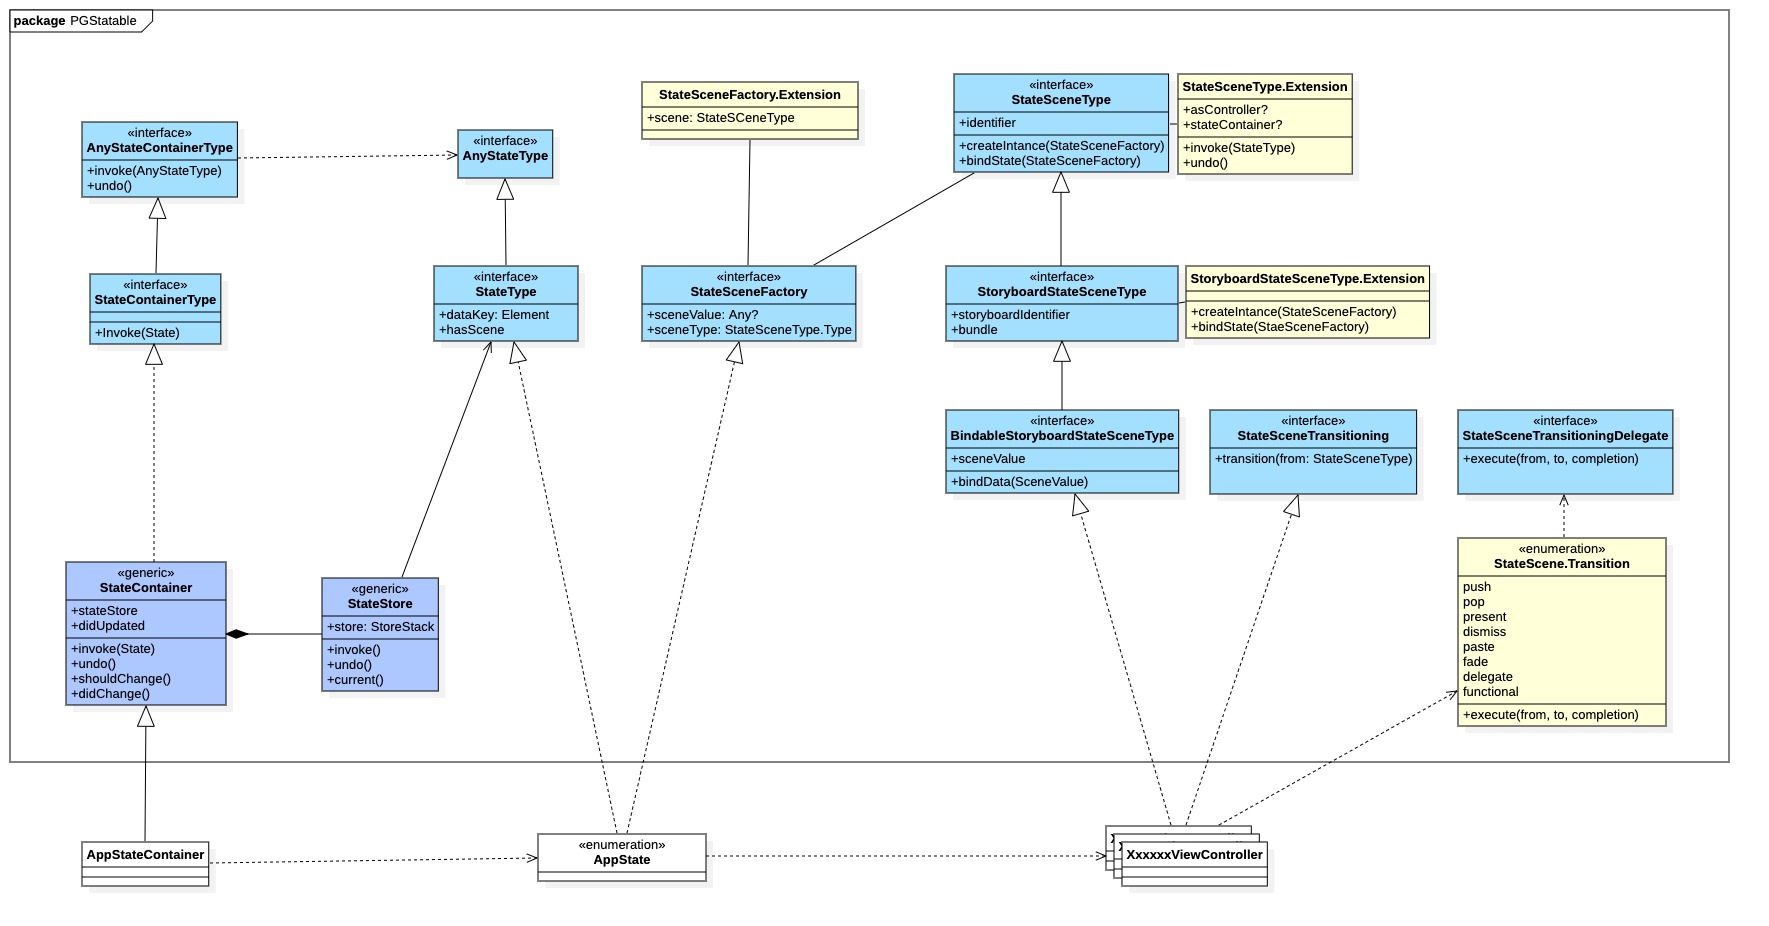 package PGStatable
«interface»
AnyStateContainerType
+invoke(AnyStateType)
+undo()
«interface»
AnyStateType
StateSceneFactory.Extension
+scene: StateSCeneType
«interface»
StateSceneType
+identifier
+createIntance(StateSceneFactory)
+bindState(StateSceneFactory)
StateSceneType.Extension
+asController?
+stateContainer?
+invoke(StateType)
+undo()
«interface»
StateContainerType
+Invoke(State)
«interface»
StateType
+dataKey: Element
+hasScene
«interface»
StateSceneFactory
+sceneValue: Any?
+sceneType: StateSceneType.Type
«interface»
StoryboardStateSceneType
+storyboardIdentifier
+bundle
StoryboardStateSceneType.Extension
+createIntance(StateSceneFactory)
+bindState(StaeSceneFactory)
«interface»
BindableStoryboardStateSceneType
+sceneValue
+bindData(SceneValue)
«interface»
StateSceneTransitioning
+transition(from: StateSceneType)
«interface»
StateSceneTransitioningDelegate
+execute(from, to, completion)
«generic»
StateContainer
+stateStore
+didUpdated
+invoke(State)
+undo()
+shouldChange()
+didChange()
«generic»
StateStore
+store: StoreStack
+invoke()
+undo()
+current()
«enumeration»
StateScene.Transition
push
pop
present
dismiss
paste
fade
delegate
functional
+execute(from, to, completion)
AppStateContainer
«enumeration»
AppState
XxxxxxViewController